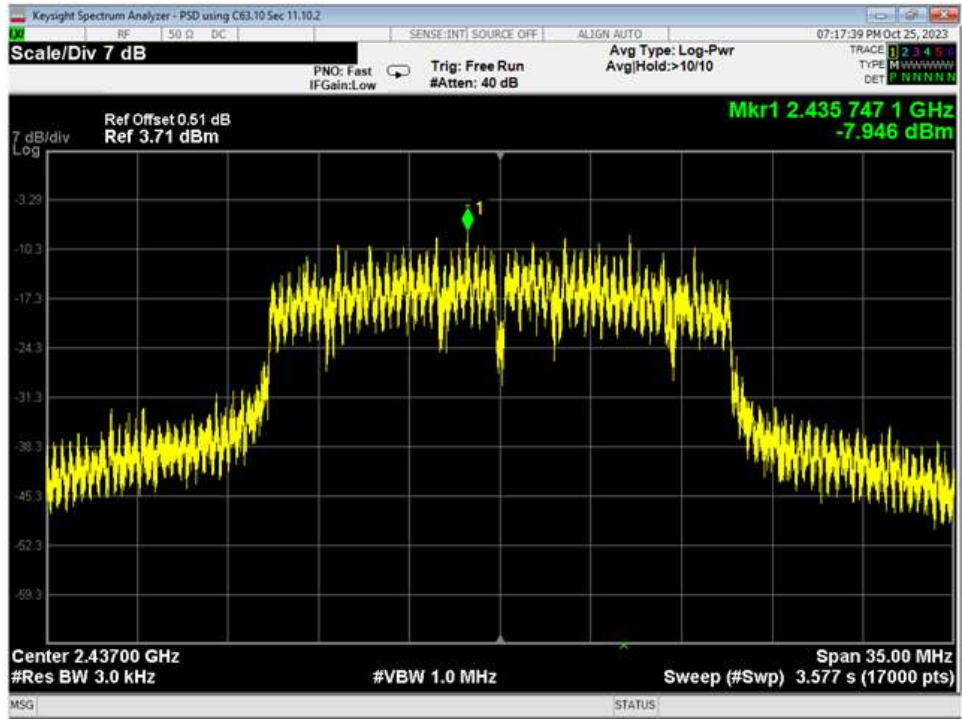 Keysight Spectrum Analyzer - PSD using C63.10 Sec 11.10.2
RF 50 Ω DC SENSE:INT SOURCE OFF ALIGN AUTO 07:17:39 PM Oct 25, 2023
Scale/Div 7 dB
PNO: Fast
IFGain:Low
Trig: Free Run
#Atten: 40 dB
Avg Type: Log-Pwr
Avg|Hold:>10/10
TRACE 1 2 3 4 5 6
TYPE M WWWWW
DET P N N N N N
Mkr1 2.435 747 1 GHz
-7.946 dBm
Ref Offset 0.51 dB
7 dB/div Ref 3.71 dBm
Log
1
-3.29
-10.3
-17.3
-24.3
-31.3
-38.3
-45.3
-52.3
-59.3
Center 2.43700 GHz Span 35.00 MHz
#Res BW 3.0 kHz #VBW 1.0 MHz Sweep (#Swp) 3.577 s (17000 pts)
MSG STATUS